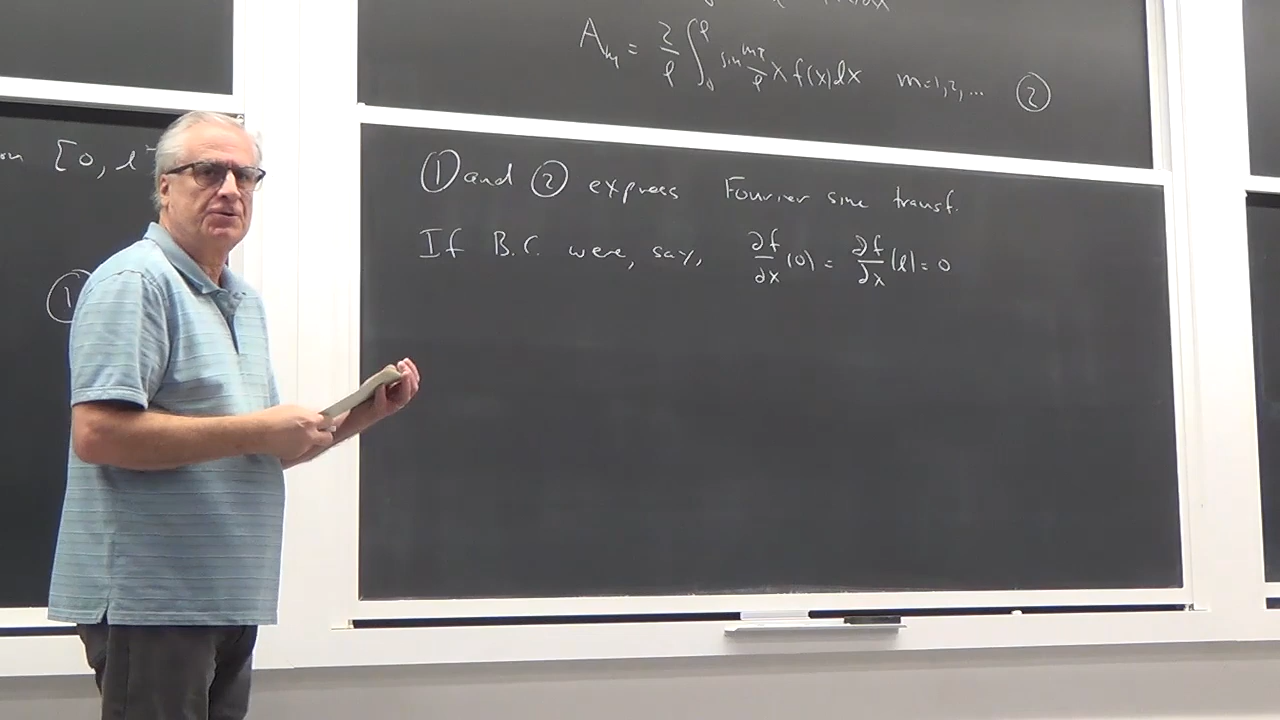 A_m = 2/ℓ ∫_0^ℓ sin mπ/ℓ x f(x) dx   m=1,2,...   ②
on [0, ℓ]
① and ② express Fourier sine transf.
If B.C. were, say, ∂f/∂x (0) = ∂f/∂x (ℓ) = 0
①